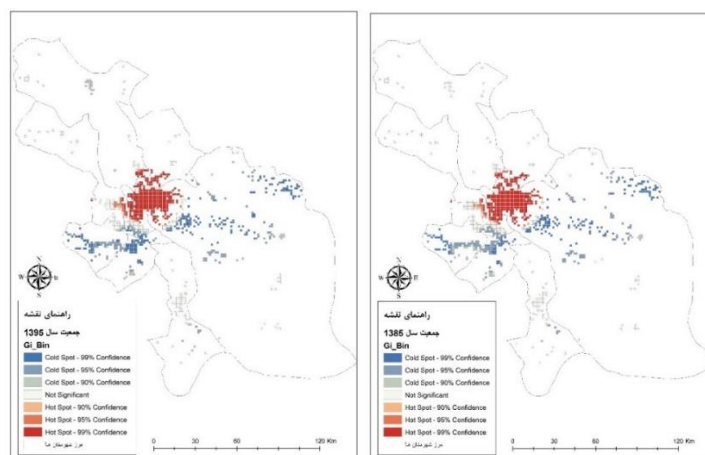 N
W
E
S
راهنمای نقشه
جمعیت سال 1395
Gi_Bin
Cold Spot - 99% Confidence
Cold Spot - 95% Confidence
Cold Spot - 90% Confidence
Not Significant
Hot Spot - 90% Confidence
Hot Spot - 95% Confidence
Hot Spot - 99% Confidence
مرز شهرستان ها
0 30 60 120 Km
N
W
E
S
راهنمای نقشه
جمعیت سال 1385
Gi_Bin
Cold Spot - 99% Confidence
Cold Spot - 95% Confidence
Cold Spot - 90% Confidence
Not Significant
Hot Spot - 90% Confidence
Hot Spot - 95% Confidence
Hot Spot - 99% Confidence
مرز شهرستان ها
0 30 60 120 Km